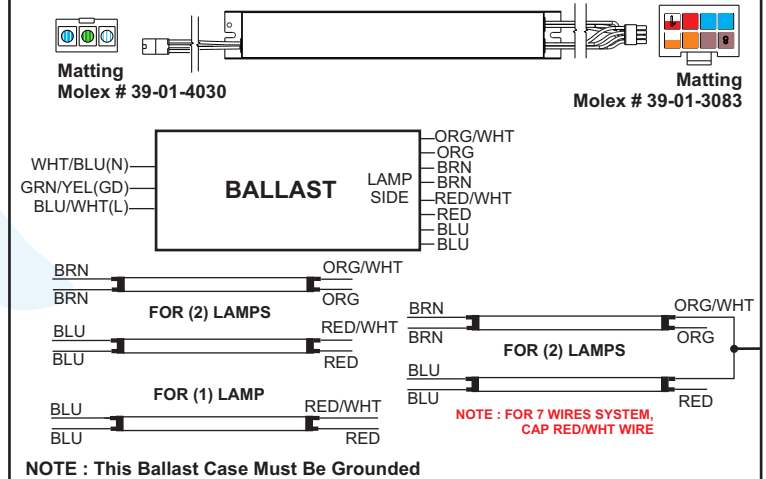 Matting
Molex # 39-01-4030
Matting
Molex # 39-01-3083
WHT/BLU(N)
GRN/YEL(GD)
BLU/WHT(L)
BALLAST
LAMP
SIDE
ORG/WHT
ORG
BRN
BRN
RED/WHT
RED
BLU
BLU
BRN
ORG/WHT
BRN
ORG
FOR (2) LAMPS
BLU
RED/WHT
BLU
RED
FOR (1) LAMP
BLU
RED/WHT
BLU
RED
BRN
ORG/WHT
BRN
ORG
FOR (2) LAMPS
BLU
BLU
RED
NOTE : FOR 7 WIRES SYSTEM,
CAP RED/WHT WIRE
NOTE : This Ballast Case Must Be Grounded